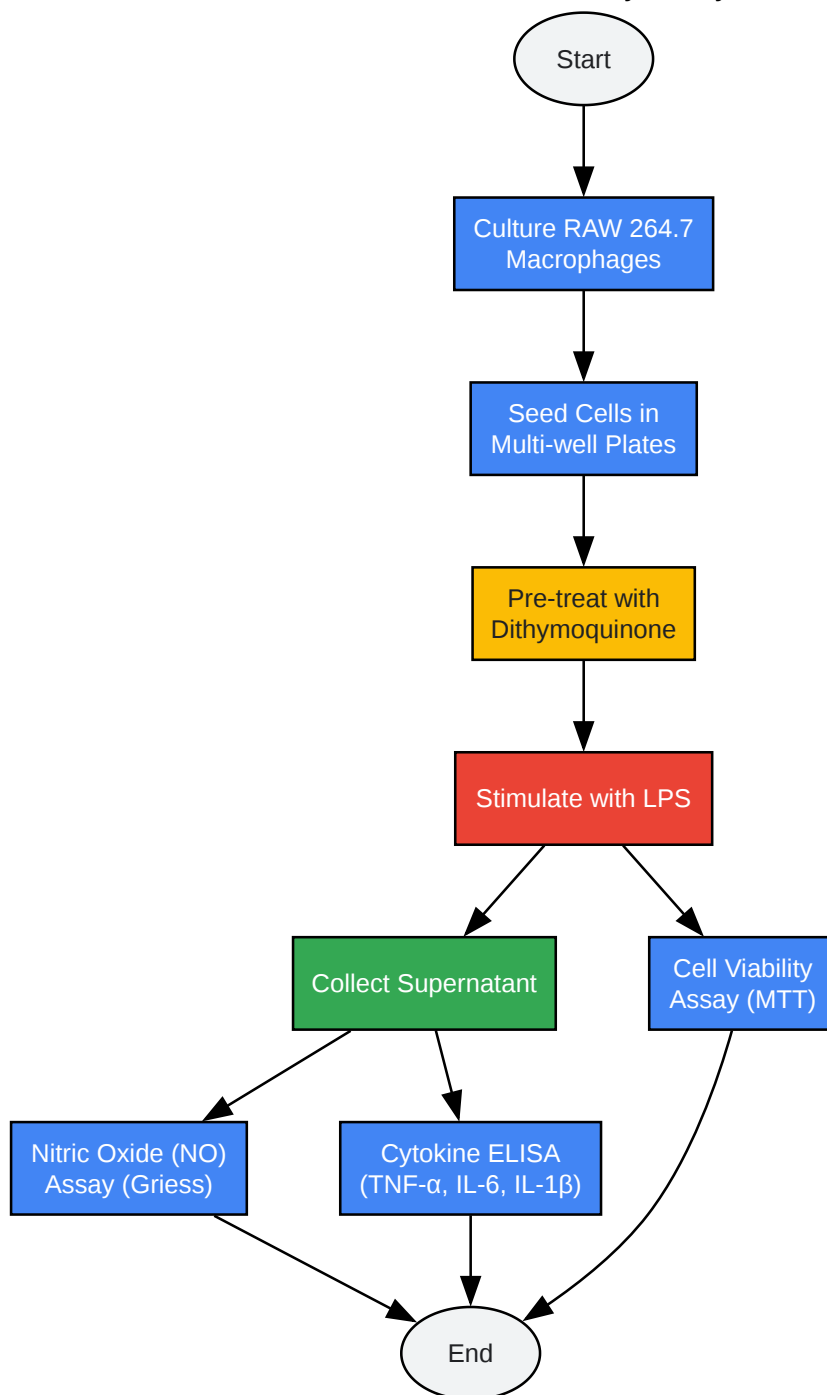 Start
Culture RAW 264.7
Macrophages
Seed Cells in
Multi-well Plates
Pre-treat with
Dithymoquinone
Stimulate with LPS
Collect Supernatant
Cell Viability
Assay (MTT)
Nitric Oxide (NO)
Assay (Griess)
Cytokine ELISA
(TNF-α, IL-6, IL-1β)
End